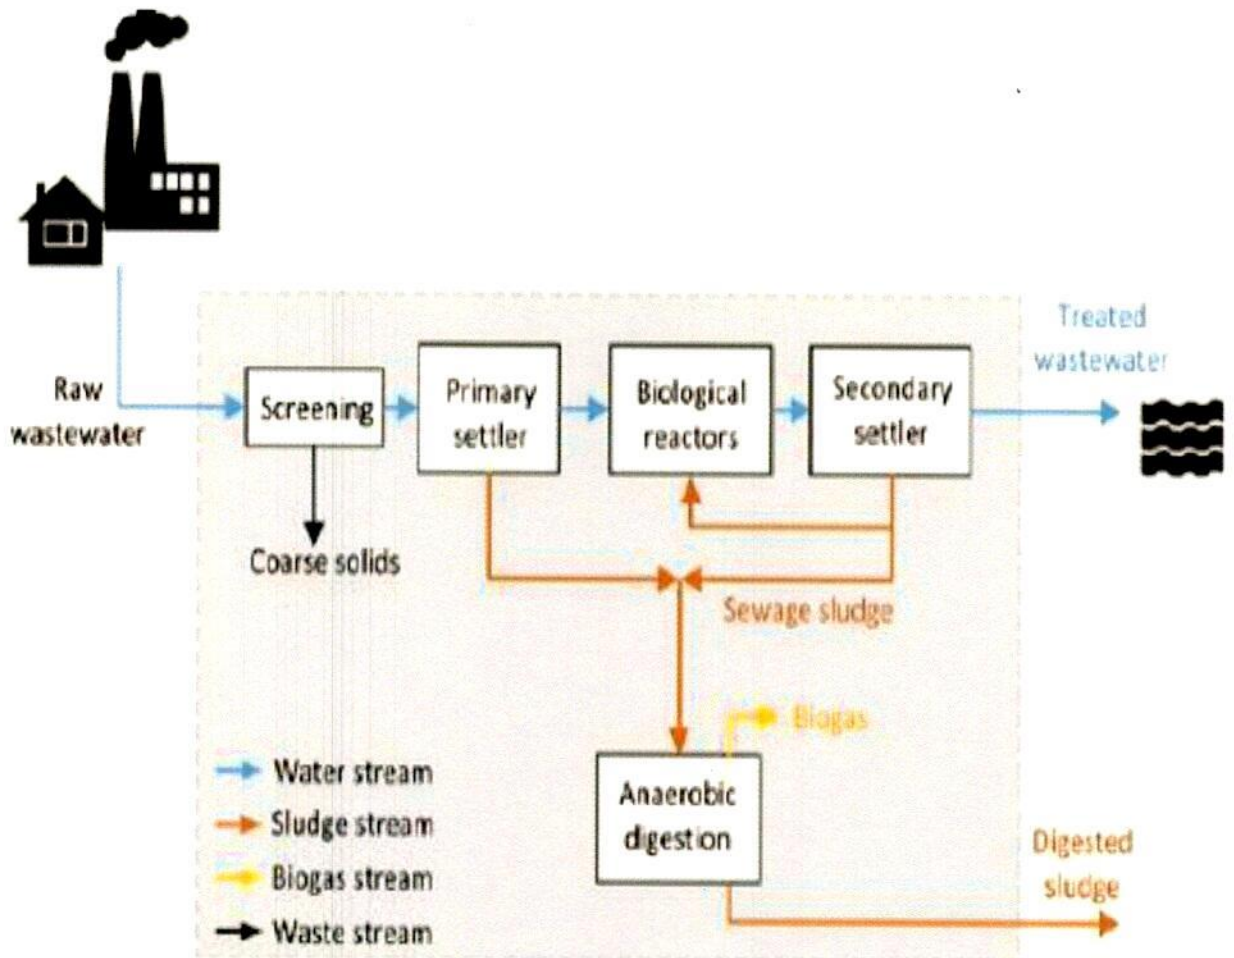 Treated
wastewater
Raw
wastewater
Screening
Primary
settler
Biological
reactors
Secondary
settler
Coarse solids
Sewage sludge
Biogas
Anaerobic
digestion
Water stream
Sludge stream
Biogas stream
Waste stream
Digested
sludge